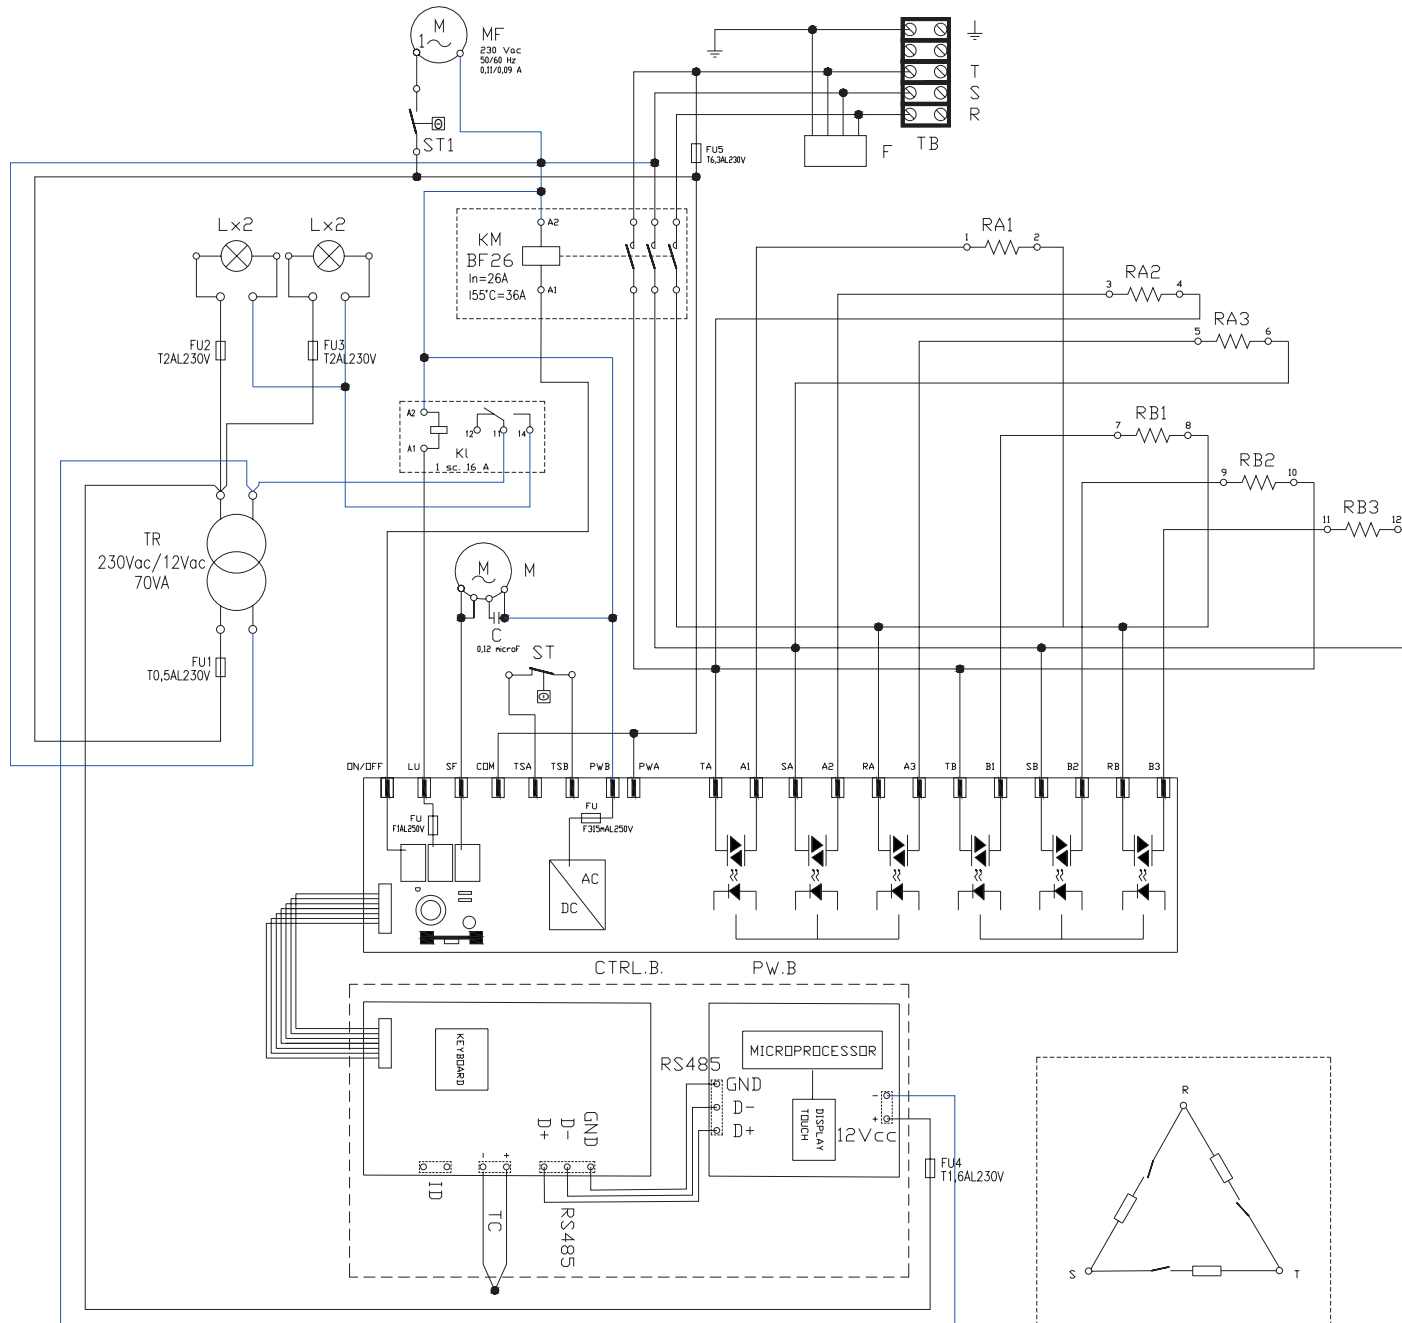 M
1
MF
230 Vac
50/60 Hz
0,11/0,09 A
ST1
FU5
T6,3AL230V
F
T
S
R
TB
Lx2
Lx2
FU2
T2AL230V
FU3
T2AL230V
A2
KM
BF26
In=26A
I55°C=36A
A1
RA1
1
2
RA2
3
4
RA3
5
6
RB1
7
8
RB2
9
10
RB3
11
12
A2
A1
12
11
14
K1
1 sc. 16 A
TR
230Vac/12Vac
70VA
FU1
T0,5AL230V
M
M
C
0,12 microF
ST
ON/OFF LU SF COM TSA TSB PWB PWA TA A1 SA A2 RA A3 TB B1 SB B2 RB B3
FU
F1AL250V
FU
F315mAL250V
AC
DC
CTRL.B. PW.B
KEYBOARD
MICROPROCESSOR
DISPLAY
TOUCH
RS485
GND
D-
D+
-
+
12Vcc
FU4
T1,6AL230V
D+
D-
GND
-
+
ID
TC
RS485
R
S
T